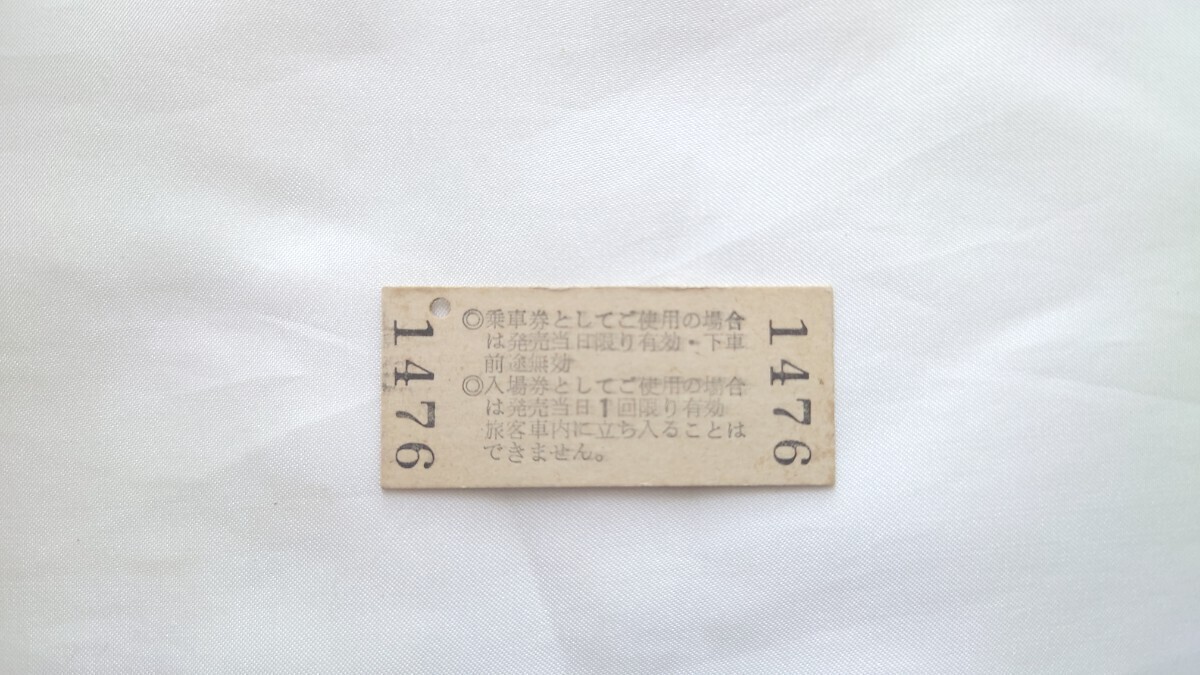 1476
◎乗車券としてご使用の場合
は発売当日限り有効・下車
前途無効
◎入場券としてご使用の場合
は発売当日1回限り有効
旅客車内に立ち入ることは
できません。
1476